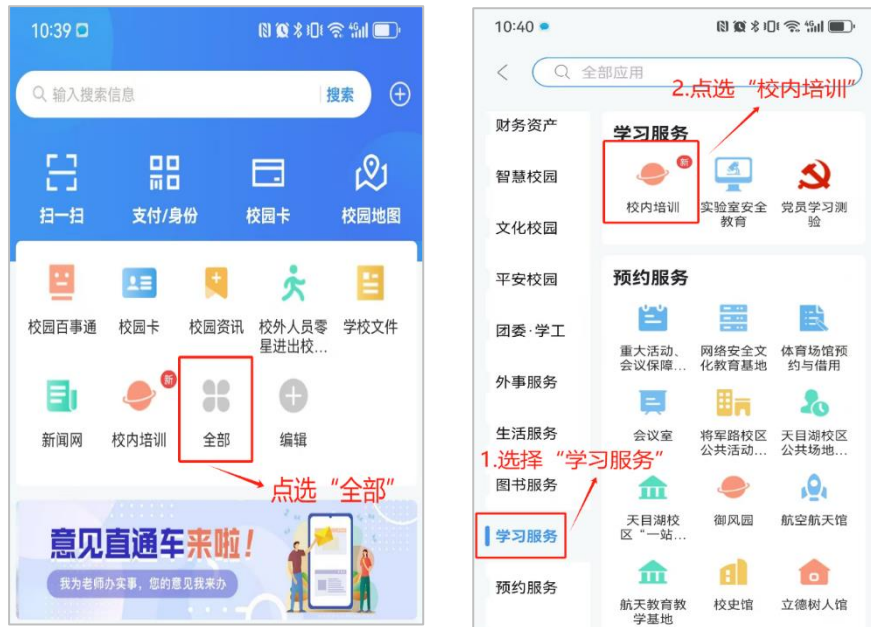 10:39
输入搜索信息
搜索
扫一扫
支付/身份
校园卡
校园地图
校园百事通
校园卡
校园资讯
校外人员零
星进出校...
学校文件
新闻网
新
校内培训
全部
编辑
点选“全部”
意见直通车来啦!
我为老师办实事，您的意见我来办
10:40
全部应用
2.点选“校内培训”
财务资产
智慧校园
文化校园
平安校园
团委·学工
外事服务
生活服务
1.选择“学习服务”
图书服务
学习服务
预约服务
学习服务
新
校内培训
实验室安全
教育
党员学习测
验
预约服务
重大活动、
会议保障...
网络安全文
化教育基地
体育场馆预
约与借用
会议室
将军路校区
公共活动...
天目湖校区
公共场地...
天目湖校
区“一站...
御风园
航空航天馆
航天教育教
学基地
校史馆
立德树人馆